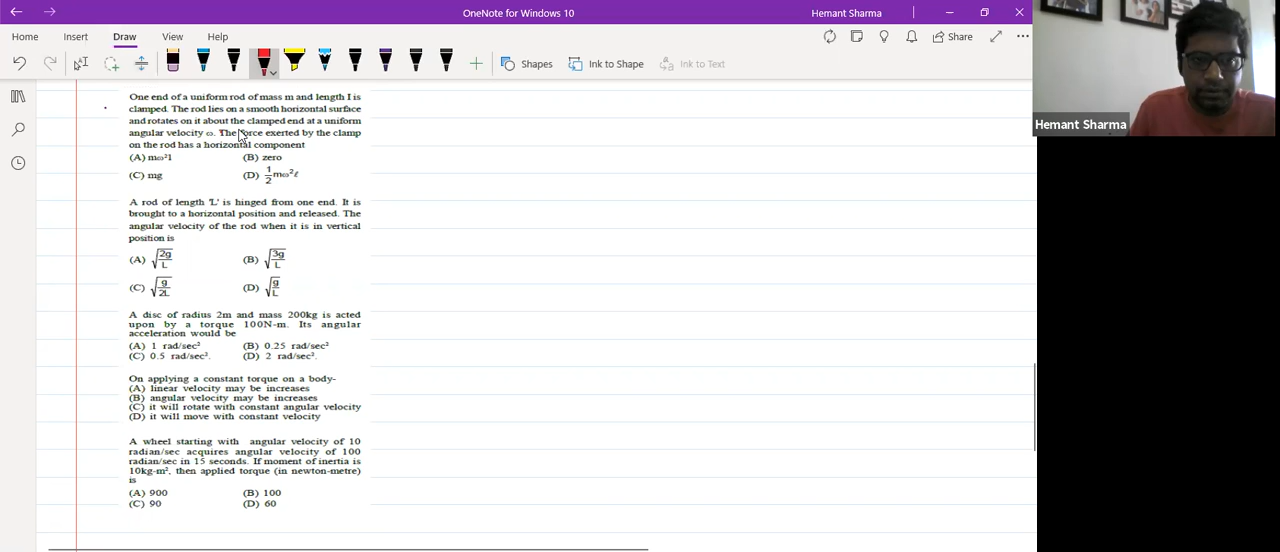 OneNote for Windows 10
Hemant Sharma
Home Insert Draw View Help
Share
Shapes Ink to Shape Ink to Text
One end of a uniform rod of mass m and length I is
clamped. The rod lies on a smooth horizontal surface
and rotates on it about the clamped end at a uniform
angular velocity ω. The force exerted by the clamp
on the rod has a horizontal component
(A) mω²l (B) zero
(C) mg (D) 1/2 mω²ℓ
A rod of length 'L' is hinged from one end. It is
brought to a horizontal position and released. The
angular velocity of the rod when it is in vertical
position is
(A) √(2g/L) (B) √(3g/L)
(C) √(g/2L) (D) √(g/L)
A disc of radius 2m and mass 200kg is acted
upon by a torque 100N-m. Its angular
acceleration would be
(A) 1 rad/sec² (B) 0.25 rad/sec²
(C) 0.5 rad/sec². (D) 2 rad/sec².
On applying a constant torque on a body-
(A) linear velocity may be increases
(B) angular velocity may be increases
(C) it will rotate with constant angular velocity
(D) it will move with constant velocity
A wheel starting with angular velocity of 10
radian/sec acquires angular velocity of 100
radian/sec in 15 seconds. If moment of inertia is
10kg-m², then applied torque (in newton-metre)
is
(A) 900 (B) 100
(C) 90 (D) 60
Hemant Sharma